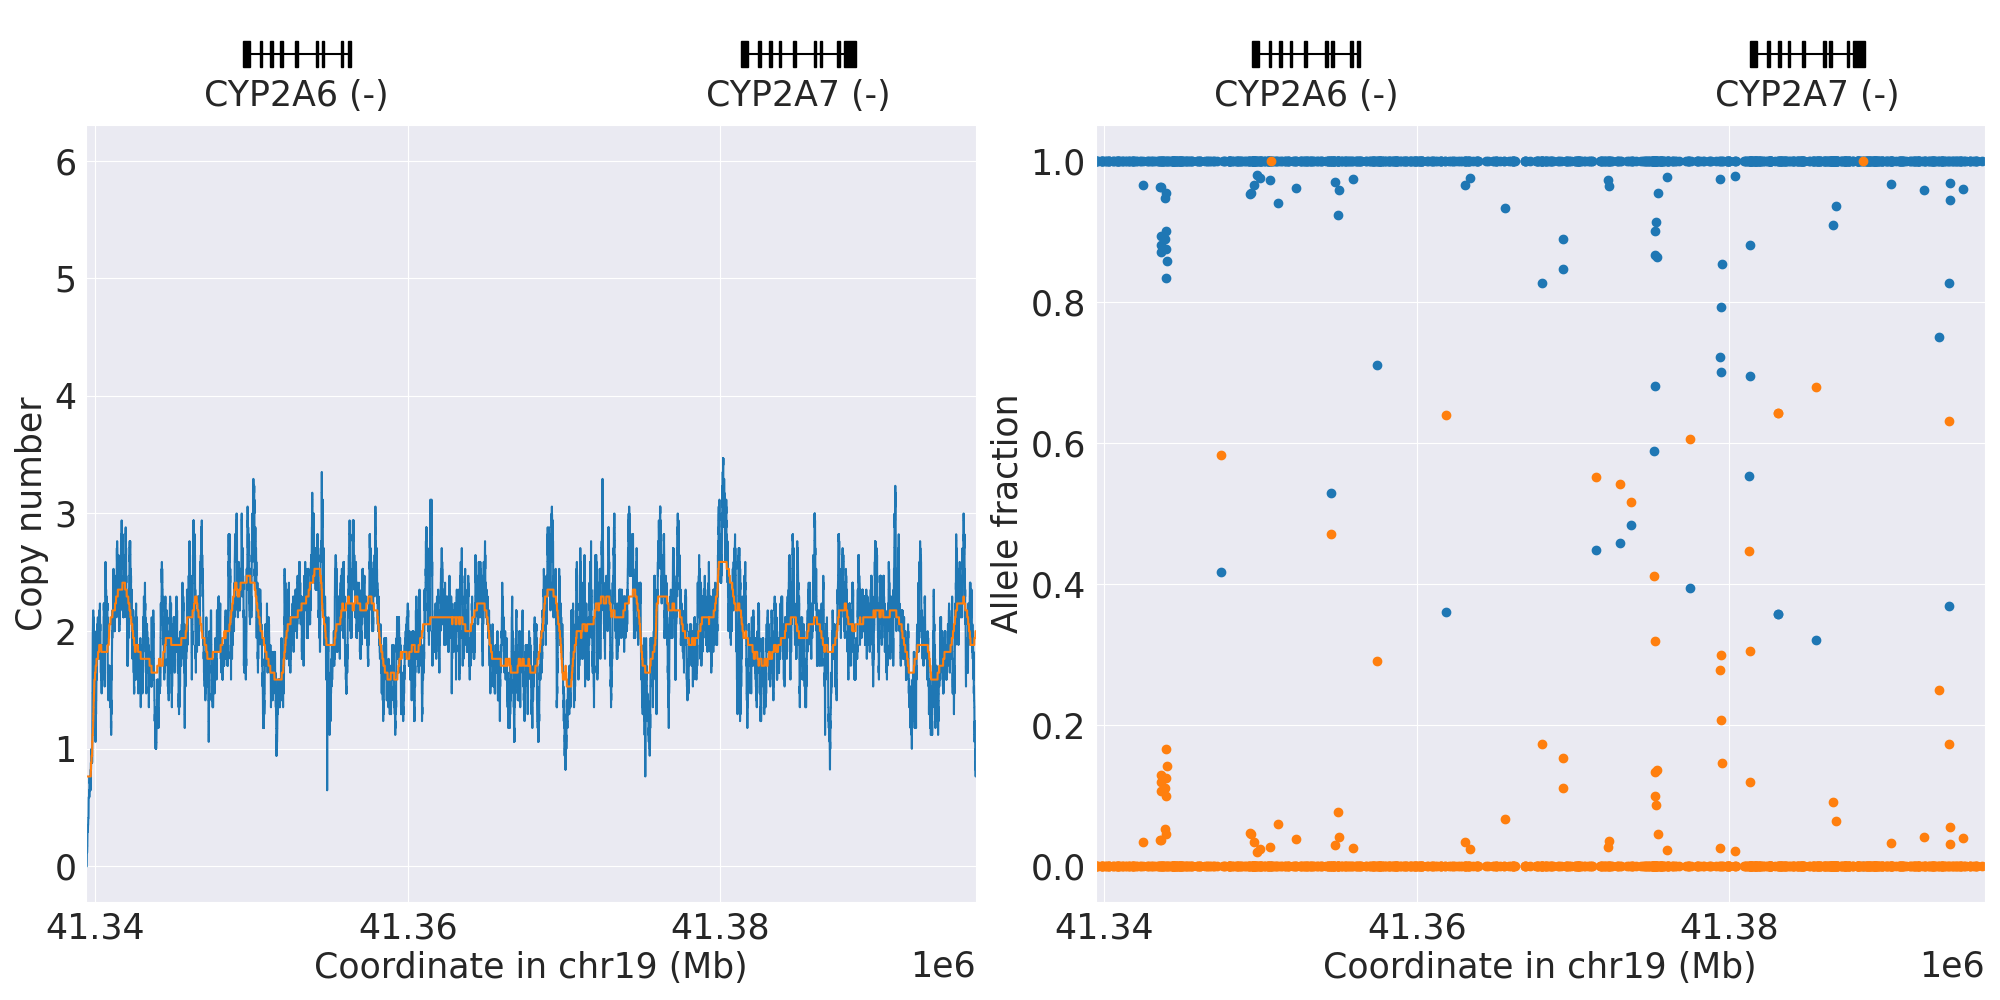 CYP2A6 (-)
CYP2A7 (-)
CYP2A6 (-)
CYP2A7 (-)
6
5
4
3
2
1
0
Copy number
41.34
41.36
41.38
Coordinate in chr19 (Mb)
1e6
1.0
0.8
0.6
0.4
0.2
0.0
Allele fraction
41.34
41.36
41.38
Coordinate in chr19 (Mb)
1e6